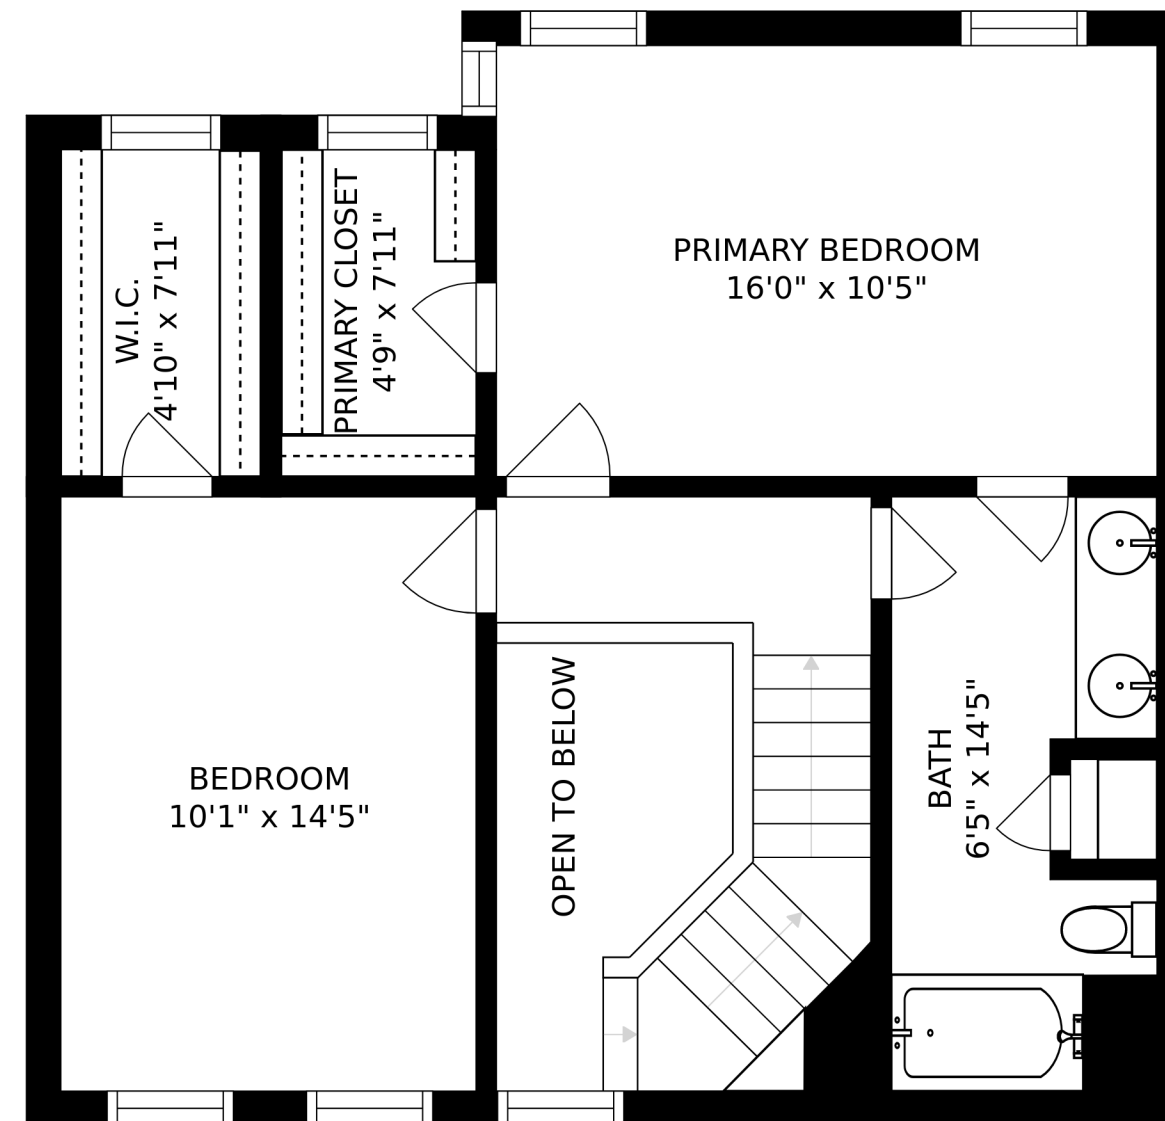 PRIMARY BEDROOM
16'0" x 10'5"
W.I.C.
4'10" x 7'11"
PRIMARY CLOSET
4'9" x 7'11"
BEDROOM
10'1" x 14'5"
OPEN TO BELOW
BATH
6'5" x 14'5"